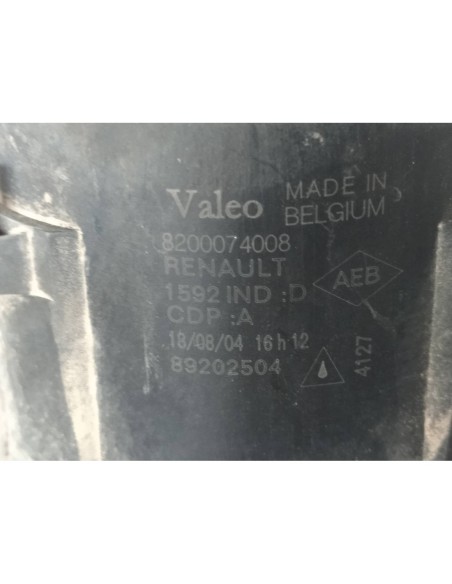 Valeo MADE IN BELGIUM
8200074008
RENAULT
1592 IND :D
AEB
CDP :A
18/08/04 16 h 12
89202504
4127